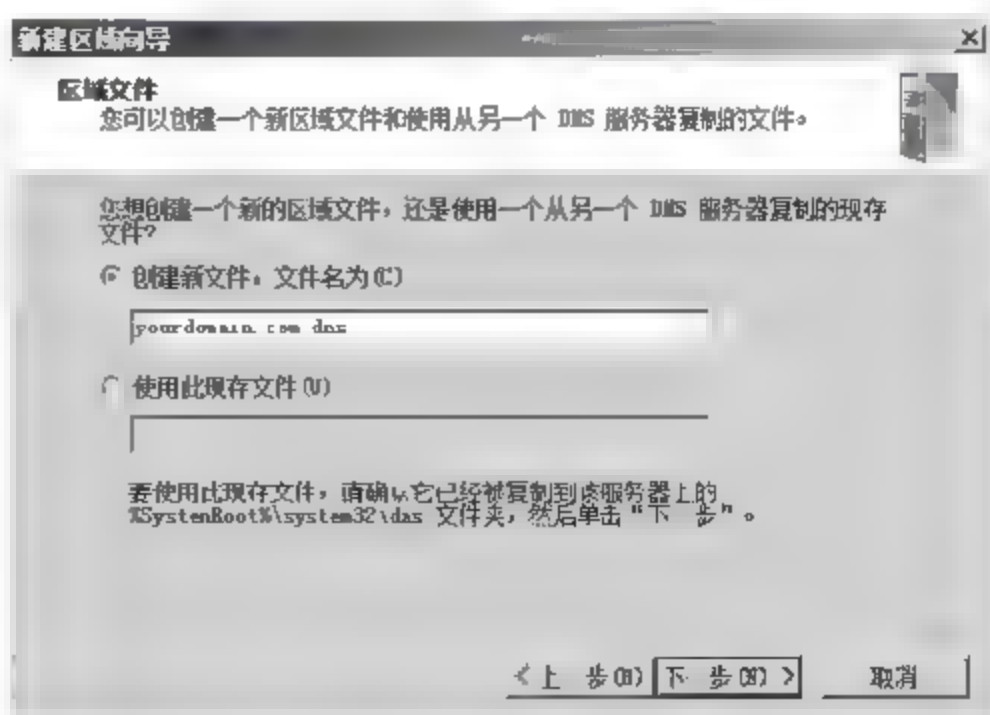 新建区域向导
区域文件
您可以创建一个新区域文件和使用从另一个 DNS 服务器复制的文件。
您想创建一个新的区域文件，还是使用一个从另一个 DNS 服务器复制的现存
文件?
创建新文件，文件名为(C)
yourdomain.com.dns
使用此现存文件(U)
要使用此现存文件，请确认它已经被复制到该服务器上的
%SystemRoot%\system32\dns 文件夹，然后单击“下一步”。
< 上一步(B) 下一步(N) > 取消